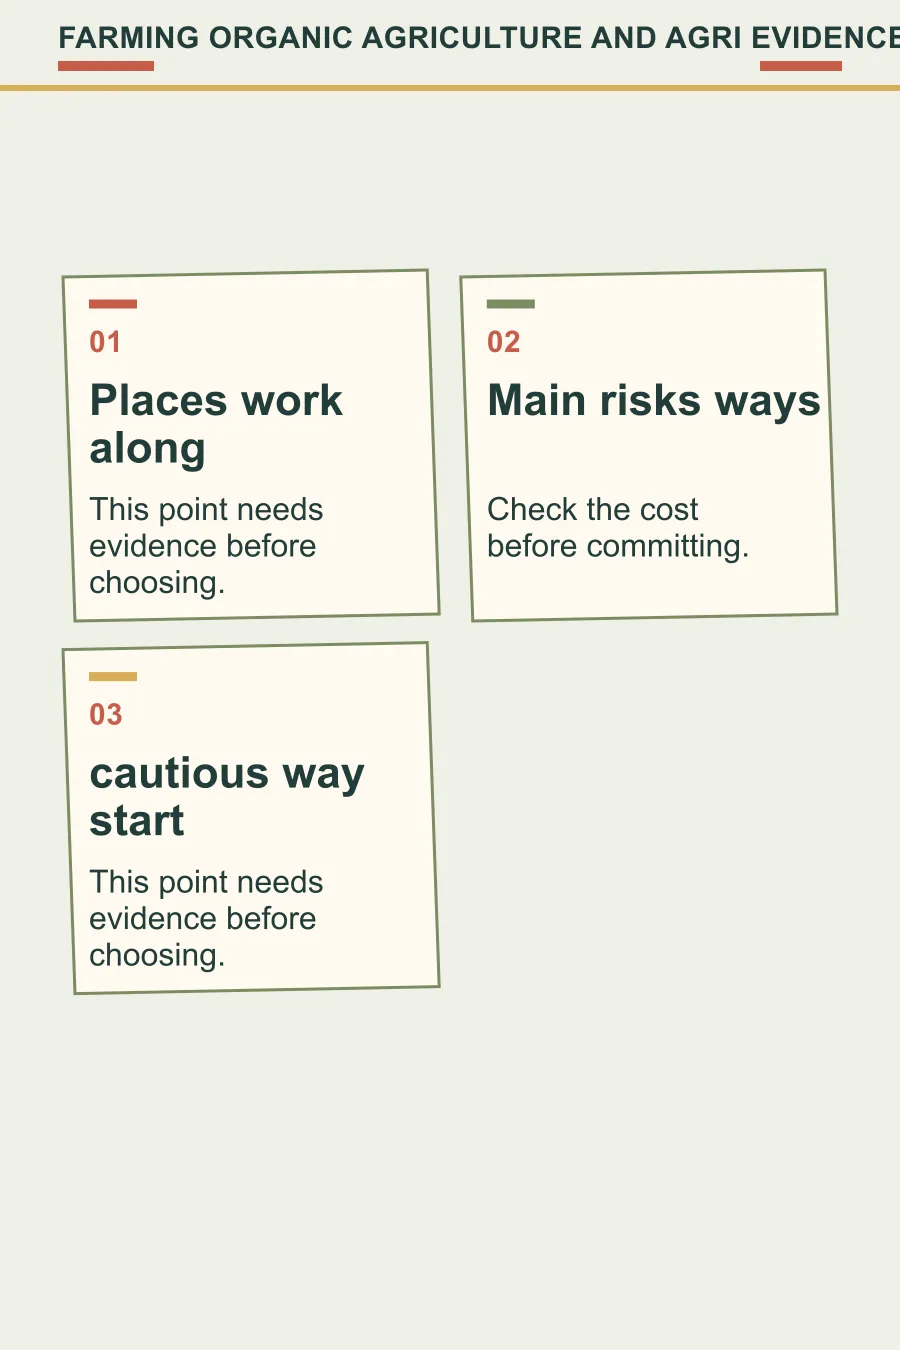 FARMING ORGANIC AGRICULTURE AND AGRI EVIDENCE
01
Places work
along
This point needs
evidence before
choosing.
02
Main risks ways
Check the cost
before committing.
03
cautious way
start
This point needs
evidence before
choosing.